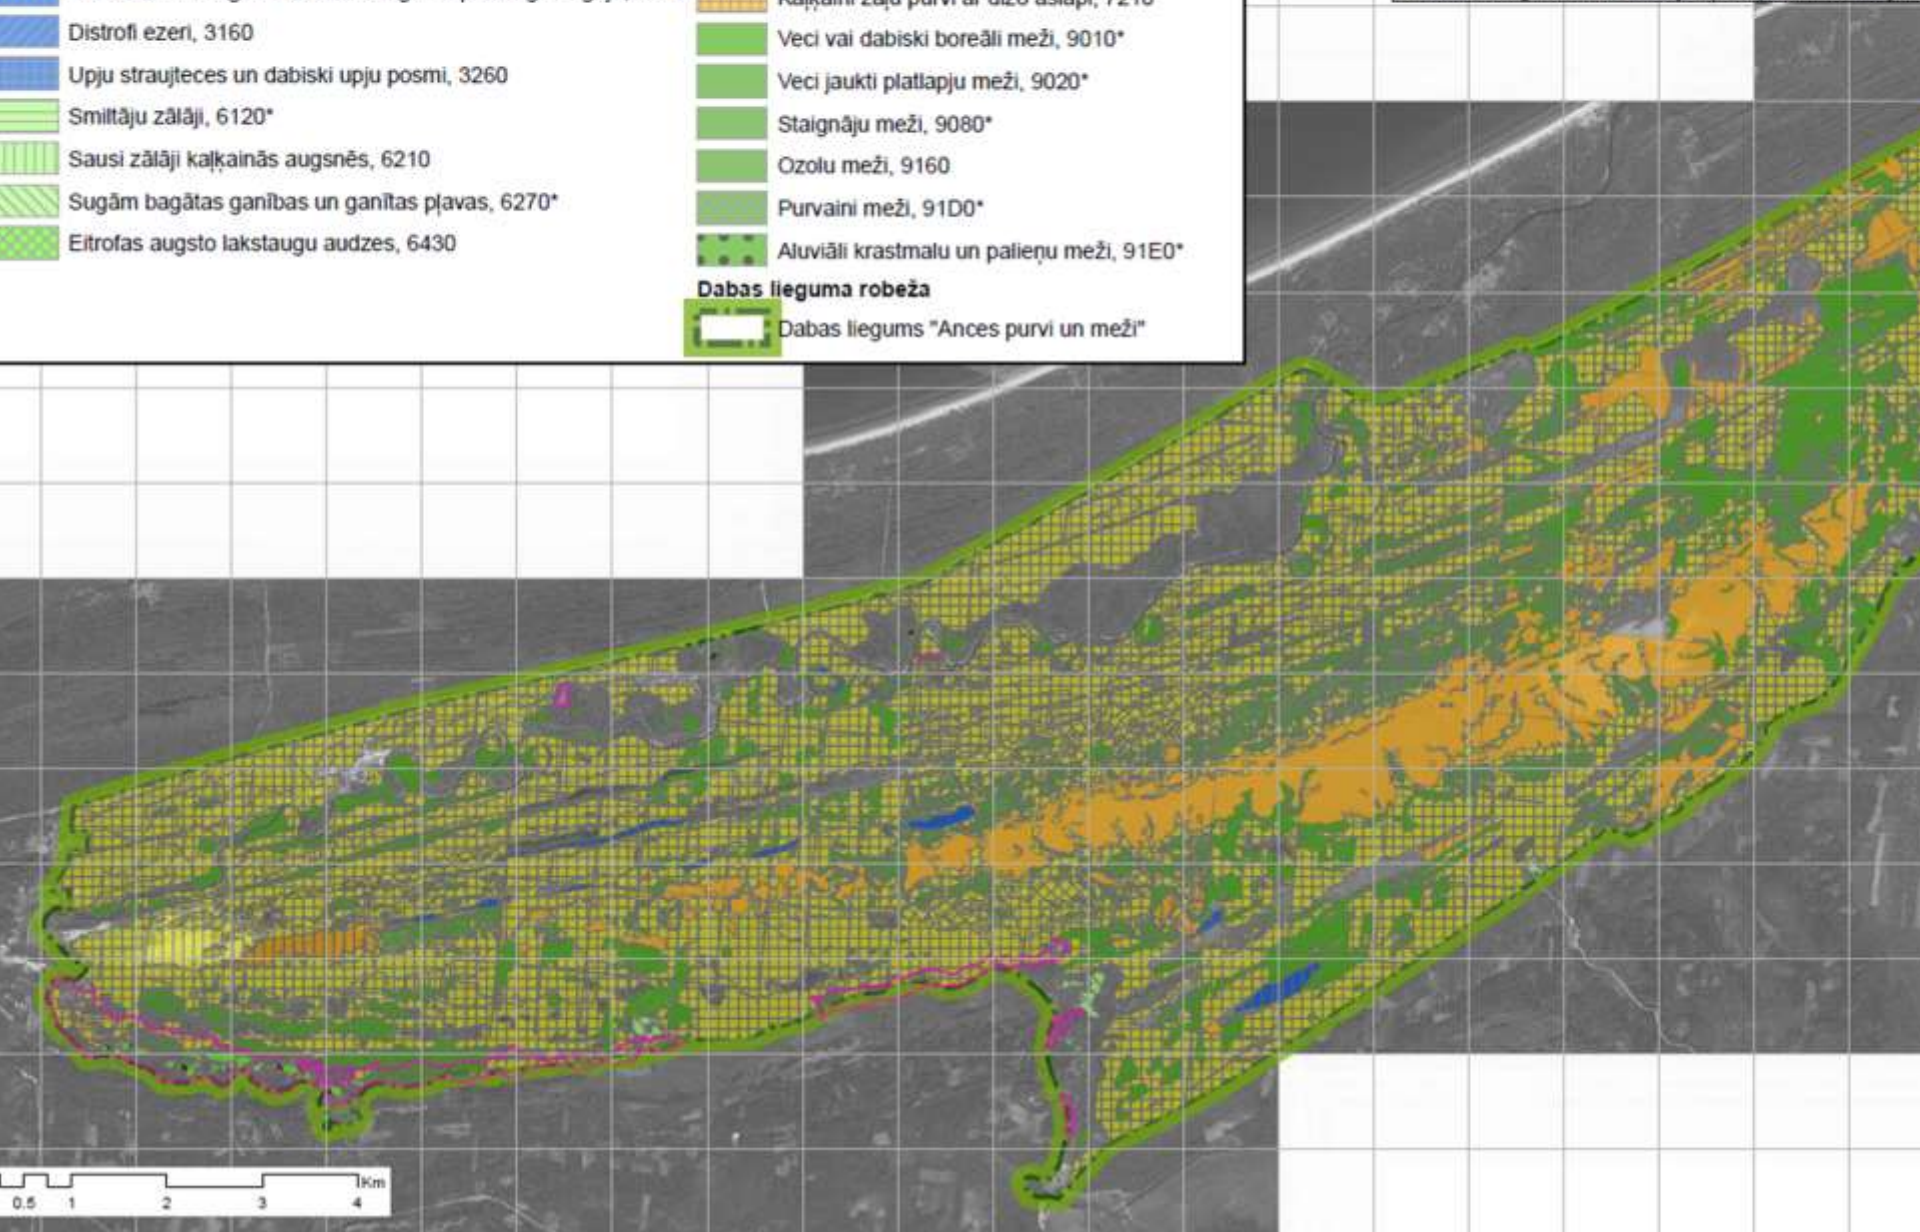 Distrofi ezeri, 3160
Upju straujteces un dabiski upju posmi, 3260
Smiltāju zālāji, 6120*
Sausi zālāji kaļķainās augsnēs, 6210
Sugām bagātas ganības un ganītas pļavas, 6270*
Eitrofas augsto lakstaugu audzes, 6430
Veci vai dabiski boreāli meži, 9010*
Veci jaukti platlapju meži, 9020*
Staignāju meži, 9080*
Ozolu meži, 9160
Purvaini meži, 91D0*
Aluviāli krastmalu un palieņu meži, 91E0*
Dabas lieguma robeža
Dabas liegums "Ances purvi un meži"
Km
0.5 1 2 3 4